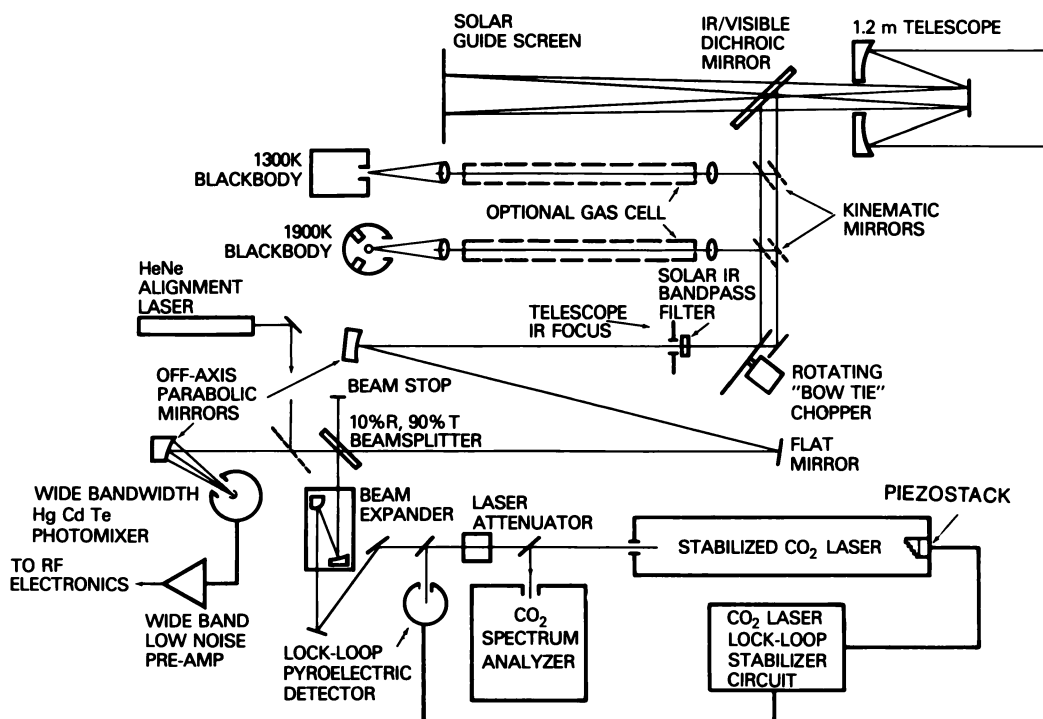 SOLAR
GUIDE SCREEN
IR/VISIBLE
DICHROIC
MIRROR
1.2 m TELESCOPE
1300K
BLACKBODY
OPTIONAL GAS CELL
KINEMATIC
MIRRORS
1900K
BLACKBODY
HeNe
ALIGNMENT
LASER
TELESCOPE
IR FOCUS
SOLAR IR
BANDPASS
FILTER
ROTATING
"BOW TIE"
CHOPPER
OFF-AXIS
PARABOLIC
MIRRORS
BEAM STOP
10%R, 90%T
BEAMSPLITTER
FLAT
MIRROR
WIDE BANDWIDTH
Hg Cd Te
PHOTOMIXER
BEAM
EXPANDER
LASER
ATTENUATOR
PIEZOSTACK
STABILIZED CO₂ LASER
TO RF
ELECTRONICS
WIDE BAND
LOW NOISE
PRE-AMP
LOCK-LOOP
PYROELECTRIC
DETECTOR
CO₂
SPECTRUM
ANALYZER
CO₂ LASER
LOCK-LOOP
STABILIZER
CIRCUIT